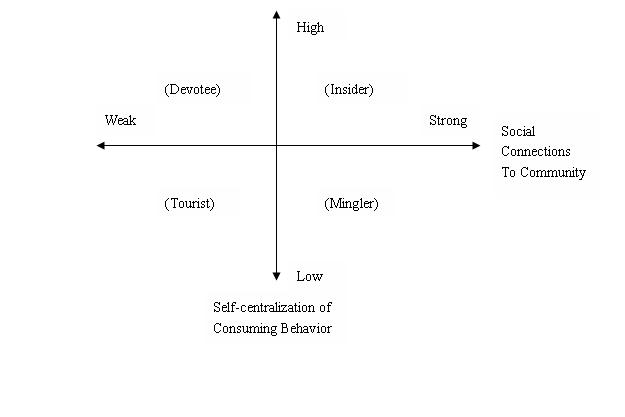 High
(Devotee)
(Insider)
Weak
Strong
Social
Connections
To Community
(Tourist)
(Mingler)
Low
Self-centralization of
Consuming Behavior